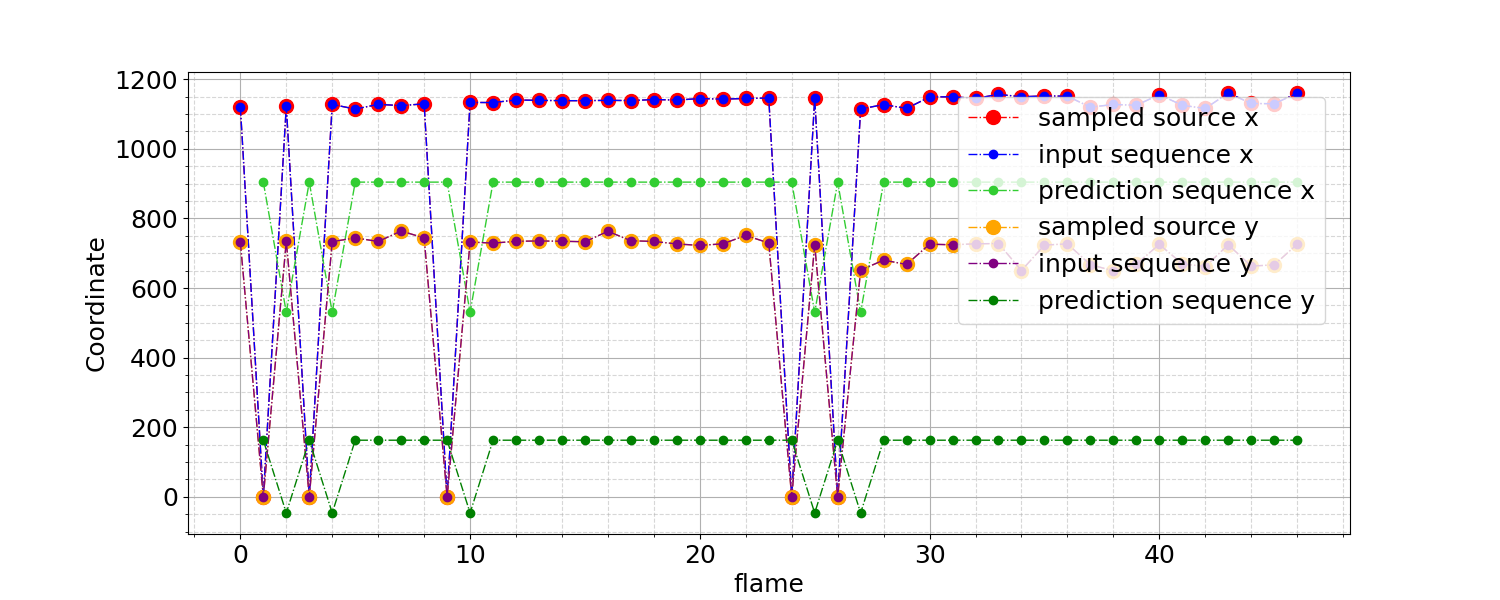 1200
1000
800
600
400
200
0
Coordinate
sampled source x
input sequence x
prediction sequence x
sampled source y
input sequence y
prediction sequence y
0 10 20 30 40
flame